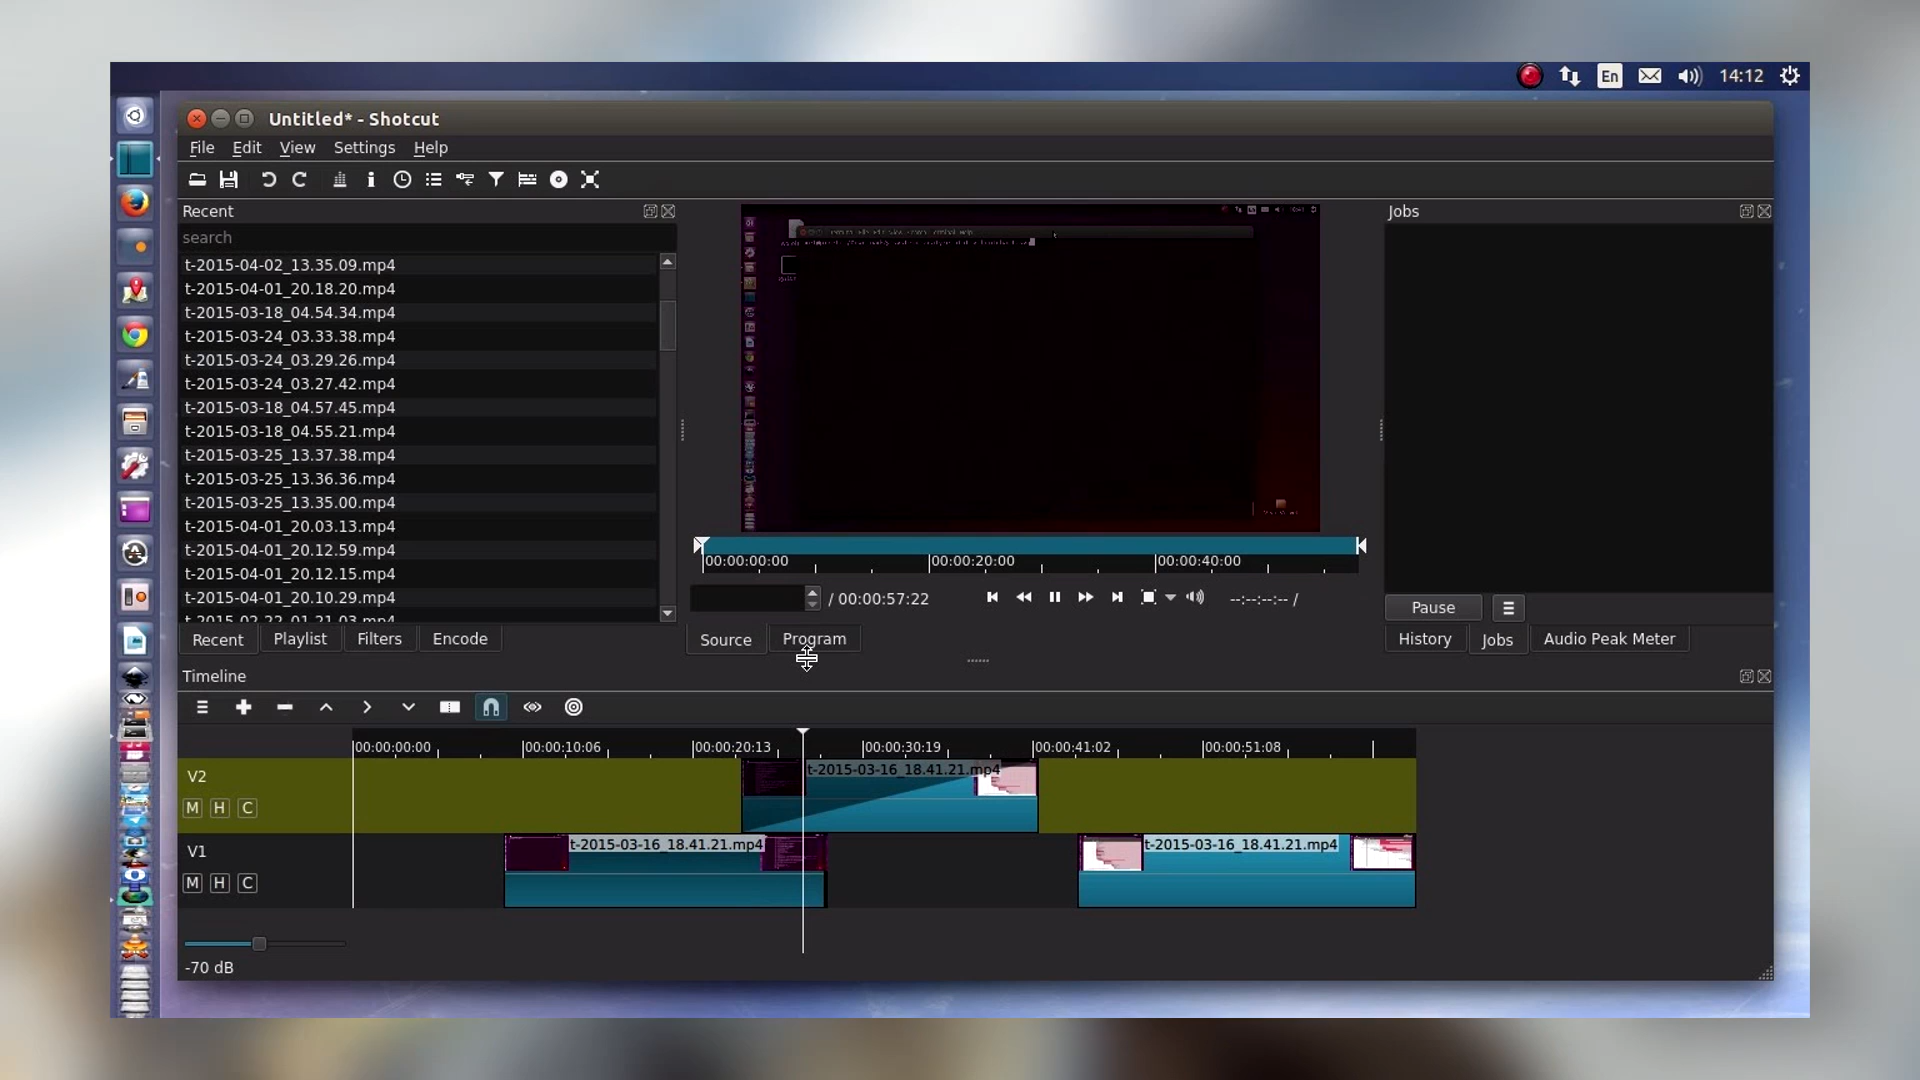 En
14:12
Untitled* - Shotcut
File Edit View Settings Help
Recent
search
t-2015-04-02_13.35.09.mp4
t-2015-04-01_20.18.20.mp4
t-2015-03-18_04.54.34.mp4
t-2015-03-24_03.33.38.mp4
t-2015-03-24_03.29.26.mp4
t-2015-03-24_03.27.42.mp4
t-2015-03-18_04.57.45.mp4
t-2015-03-18_04.55.21.mp4
t-2015-03-25_13.37.38.mp4
t-2015-03-25_13.36.36.mp4
t-2015-03-25_13.35.00.mp4
t-2015-04-01_20.03.13.mp4
t-2015-04-01_20.12.59.mp4
t-2015-04-01_20.12.15.mp4
t-2015-04-01_20.10.29.mp4
Recent Playlist Filters Encode
00:00:00:00 00:00:20:00 00:00:40:00
/ 00:00:57:22
--:--:--:-- /
Source Program
Jobs
Pause
History Jobs Audio Peak Meter
Timeline
00:00:00:00 00:00:10:06 00:00:20:13 00:00:30:19 00:00:41:02 00:00:51:08
V2
t-2015-03-16_18.41.21.mp4
M H C
V1
t-2015-03-16_18.41.21.mp4 t-2015-03-16_18.41.21.mp4
M H C
-70 dB